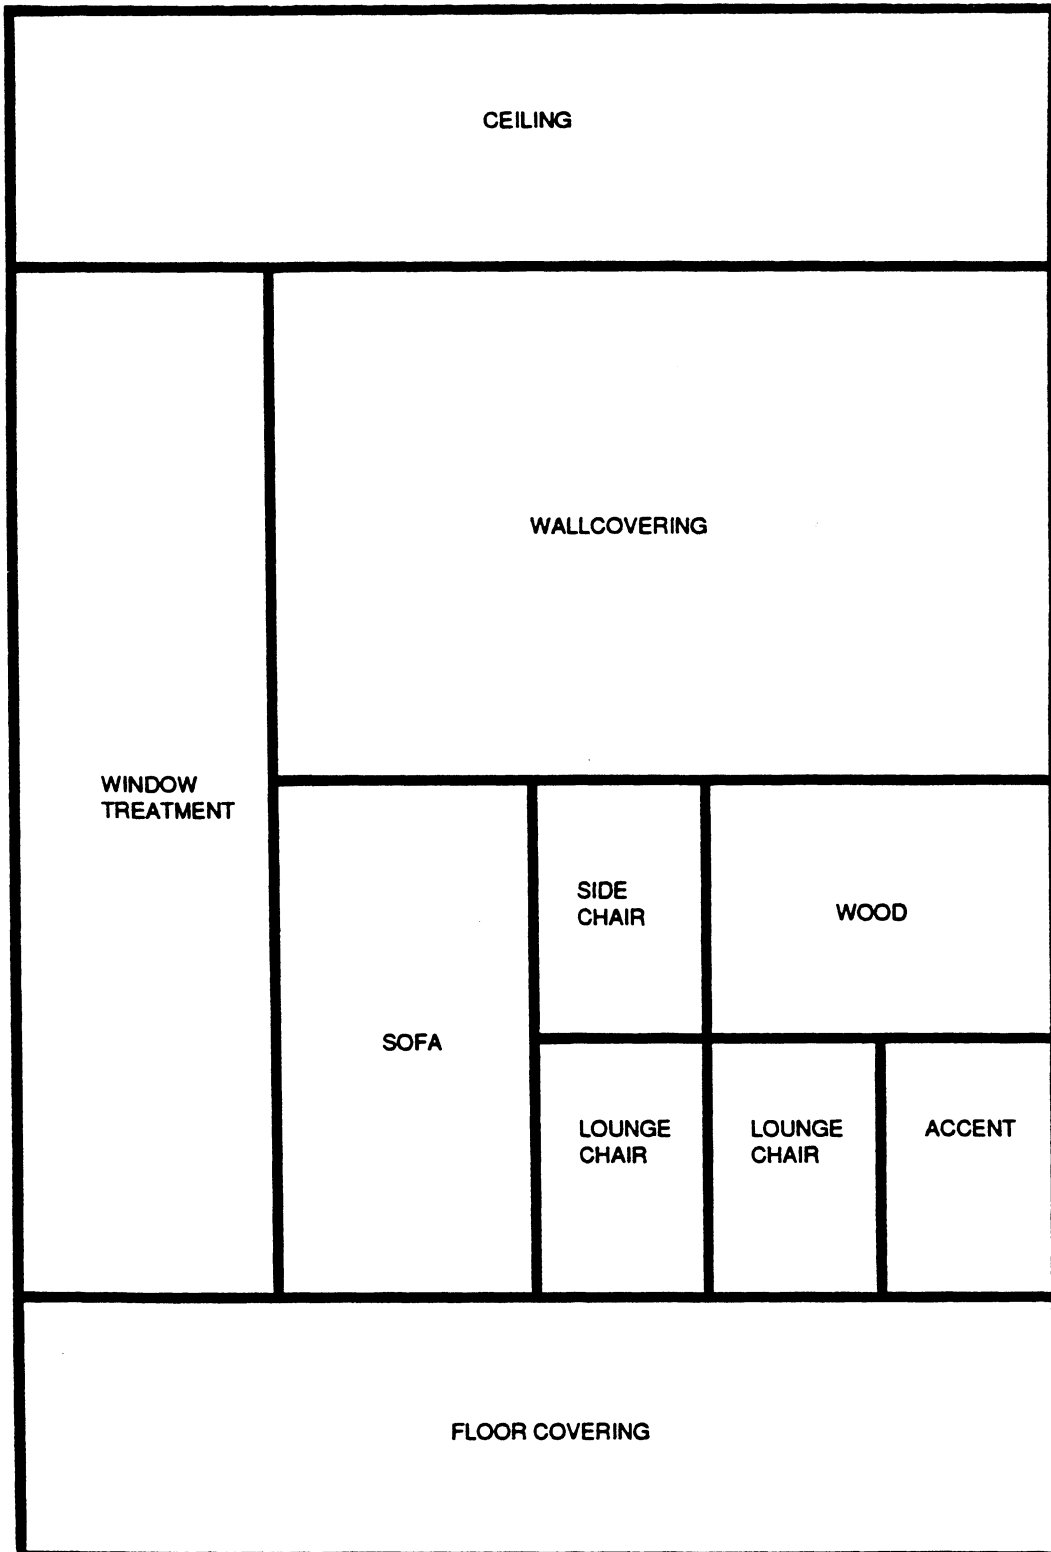 CEILING
WALLCOVERING
WINDOW
TREATMENT
SIDE
CHAIR
WOOD
SOFA
LOUNGE
CHAIR
LOUNGE
CHAIR
ACCENT
FLOOR COVERING